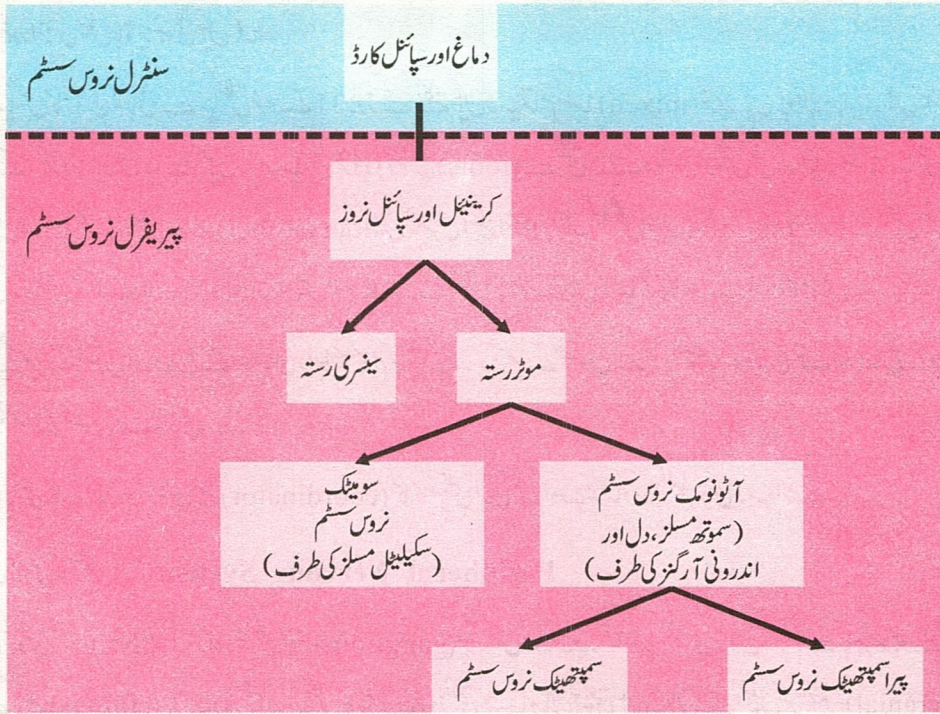 دماغ اور سپائنل کارڈ
سنٹرل نروس سسٹم
کرینیئل اور سپائنل نروز
پیریفرل نروس سسٹم
موٹر رستہ
سینسری رستہ
آٹونومک نروس سسٹم
(سموتھ مسلز، دل اور
اندرونی آرگنز کی طرف)
سومیٹک
نروس سسٹم
(سکیلیٹل مسلز کی طرف)
پیراسمپتھیٹک نروس سسٹم
سمپتھیٹک نروس سسٹم